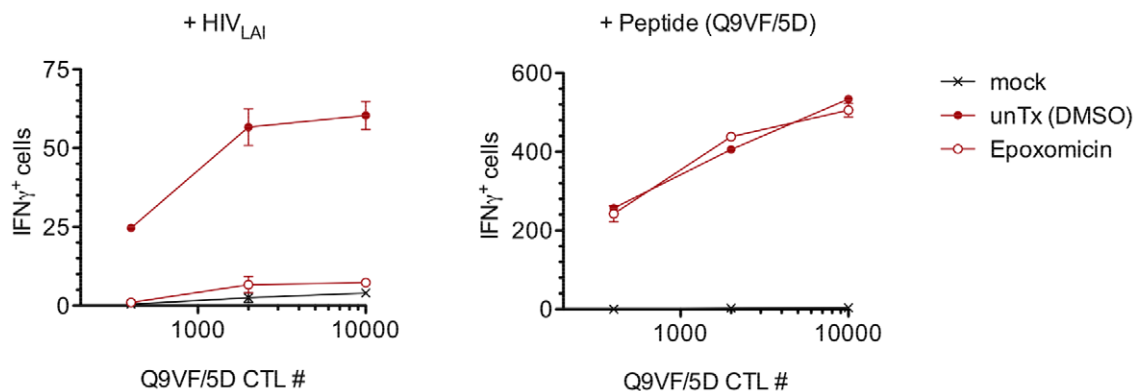 + HIVLAI
75
50
25
0
IFNγ+ cells
1000
10000
Q9VF/5D CTL #
+ Peptide (Q9VF/5D)
600
400
200
0
IFNγ+ cells
1000
10000
Q9VF/5D CTL #
mock
unTx (DMSO)
Epoxomicin